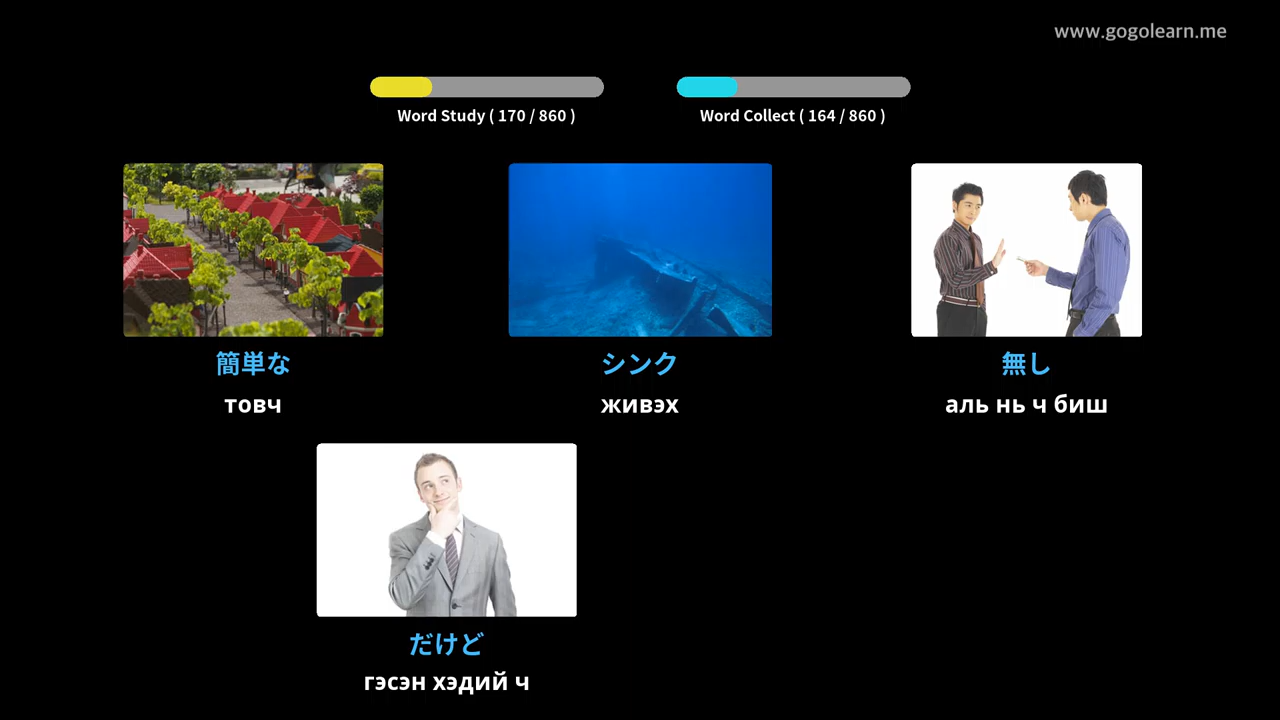 www.gogolearn.me
Word Study ( 170 / 860 )
Word Collect ( 164 / 860 )
簡単な
シンク
無し
товч
живэх
аль нь ч биш
だけど
гэсэн хэдий ч